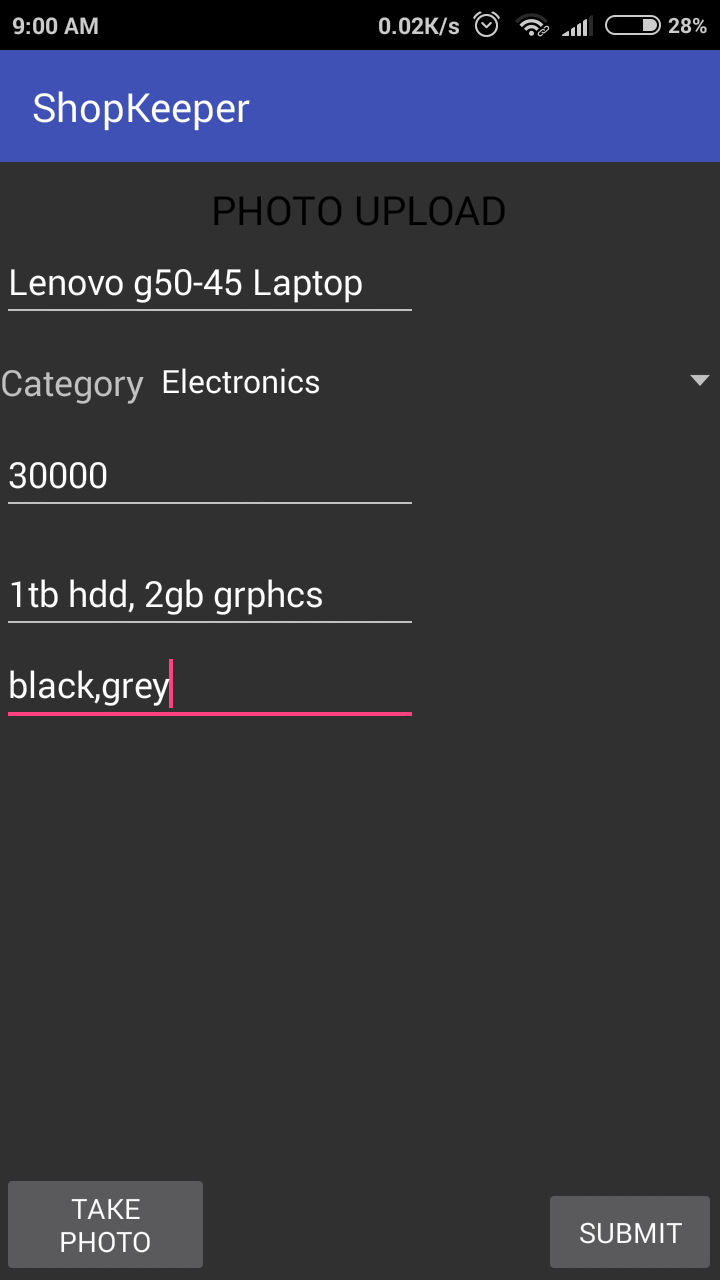 9:00 AM 0.02K/s 28%
ShopKeeper
PHOTO UPLOAD
Lenovo g50-45 Laptop
Category Electronics
30000
1tb hdd, 2gb grphcs
black,grey
TAKE
PHOTO
SUBMIT